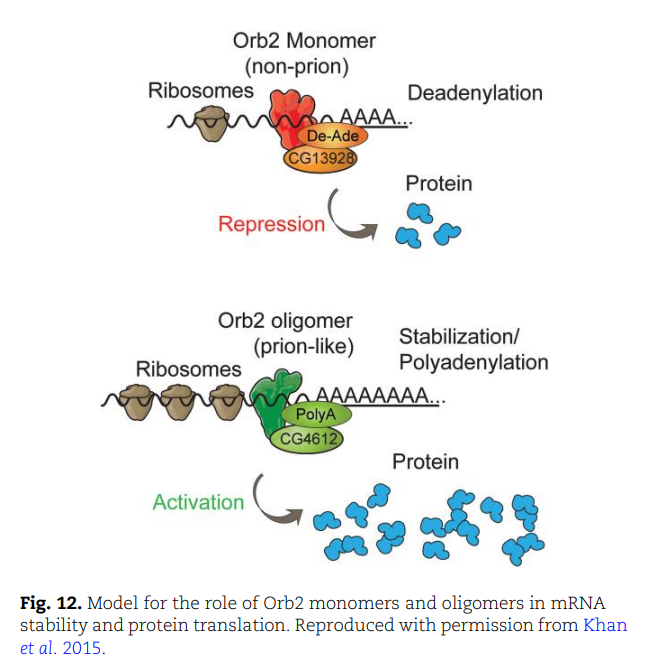 Orb2 Monomer
(non-prion)
Ribosomes
Deadenylation
AAAA...
De-Ade
CG13928
Protein
Repression
Orb2 oligomer
(prion-like)
Stabilization/
Polyadenylation
Ribosomes
AAAAAAAA...
PolyA
CG4612
Protein
Activation
Fig. 12. Model for the role of Orb2 monomers and oligomers in mRNA
stability and protein translation. Reproduced with permission from Khan
et al. 2015.